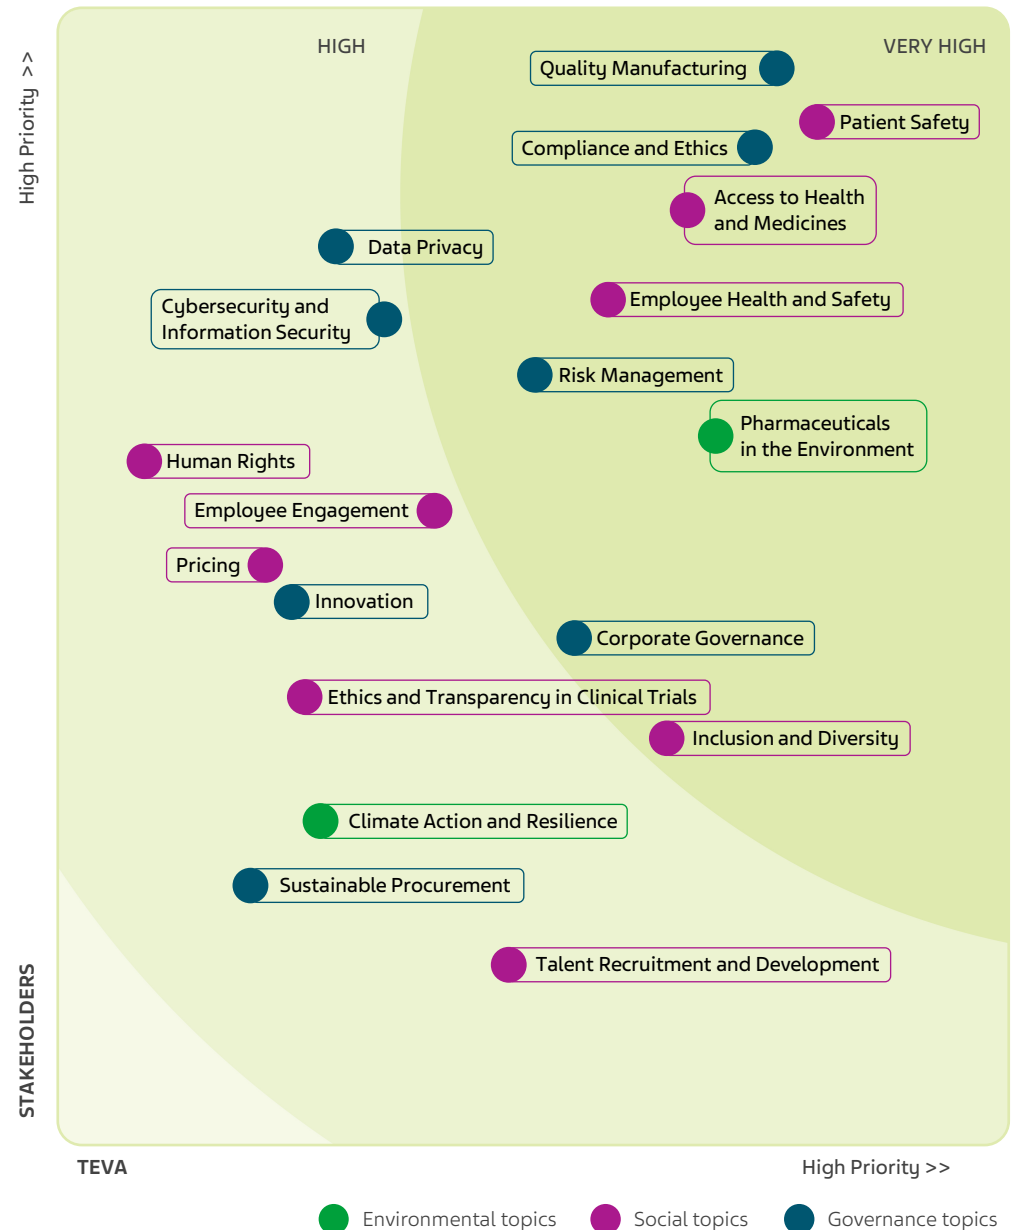 HIGH
VERY HIGH
High Priority >>
Quality Manufacturing
Patient Safety
Compliance and Ethics
Access to Health
and Medicines
Data Privacy
Cybersecurity and
Information Security
Employee Health and Safety
Risk Management
Pharmaceuticals
in the Environment
Human Rights
Employee Engagement
Pricing
Innovation
Corporate Governance
Ethics and Transparency in Clinical Trials
Inclusion and Diversity
Climate Action and Resilience
Sustainable Procurement
Talent Recruitment and Development
STAKEHOLDERS
TEVA
High Priority >>
Environmental topics
Social topics
Governance topics